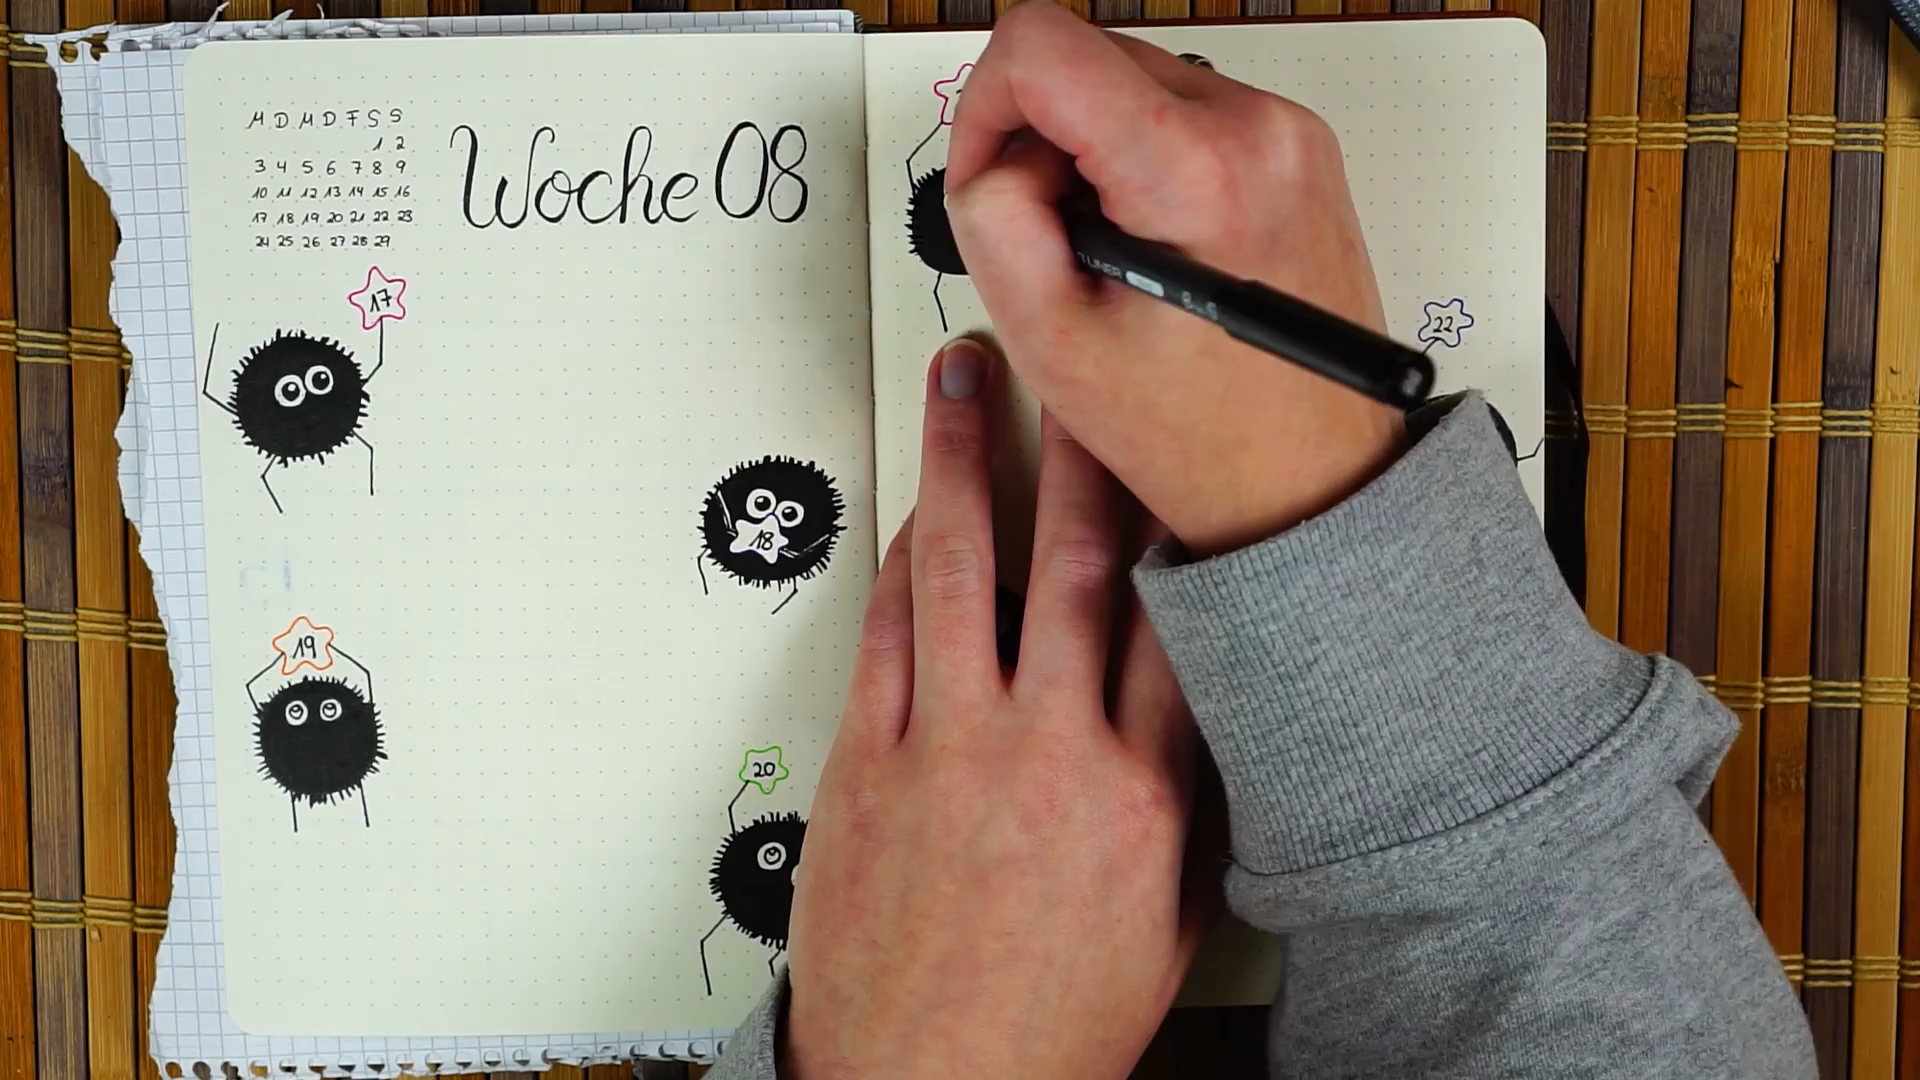 M D M D F S S
1 2
3 4 5 6 7 8 9
10 11 12 13 14 15 16
17 18 19 20 21 22 23
24 25 26 27 28 29
Woche 08
17
18
19
20
22